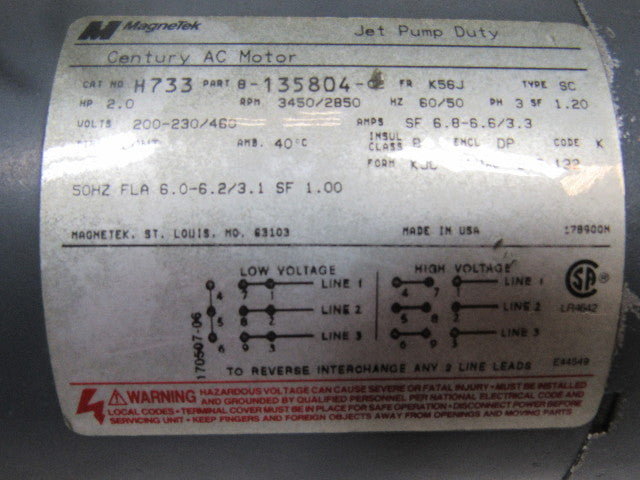 MagneTek Jet Pump Duty
Century AC Motor
CAT NO H733 PART 8-135804- FR K56J TYPE SC
HP 2.0 RPM 3450/2850 HZ 60/50 PH 3 SF 1.20
VOLTS 200-230/460 AMPS SF 6.8-6.6/3.3
AMB. 40°C INSUL CLASS B ENCL DP CODE K
FORM 132
50HZ FLA 6.0-6.2/3.1 SF 1.00
MAGNETEK, ST. LOUIS, MO. 63103 MADE IN USA 178900M
LOW VOLTAGE HIGH VOLTAGE
4 7 1 LINE 1 4 7 1 LINE 1
5 8 2 LINE 2 5 8 2 LINE 2
6 9 3 LINE 3 6 9 3 LINE 3
170507-06
SA ®
LR4642
TO REVERSE INTERCHANGE ANY 2 LINE LEADS E44549
WARNING HAZARDOUS VOLTAGE CAN CAUSE SEVERE OR FATAL INJURY • MUST BE INSTALLED
AND GROUNDED BY QUALIFIED PERSONNEL PER NATIONAL ELECTRICAL CODE AND
LOCAL CODES • TERMINAL COVER MUST BE IN PLACE FOR SAFE OPERATION • DISCONNECT POWER BEFORE
SERVICING UNIT • KEEP FINGERS AND FOREIGN OBJECTS AWAY FROM OPENINGS AND MOVING PARTS